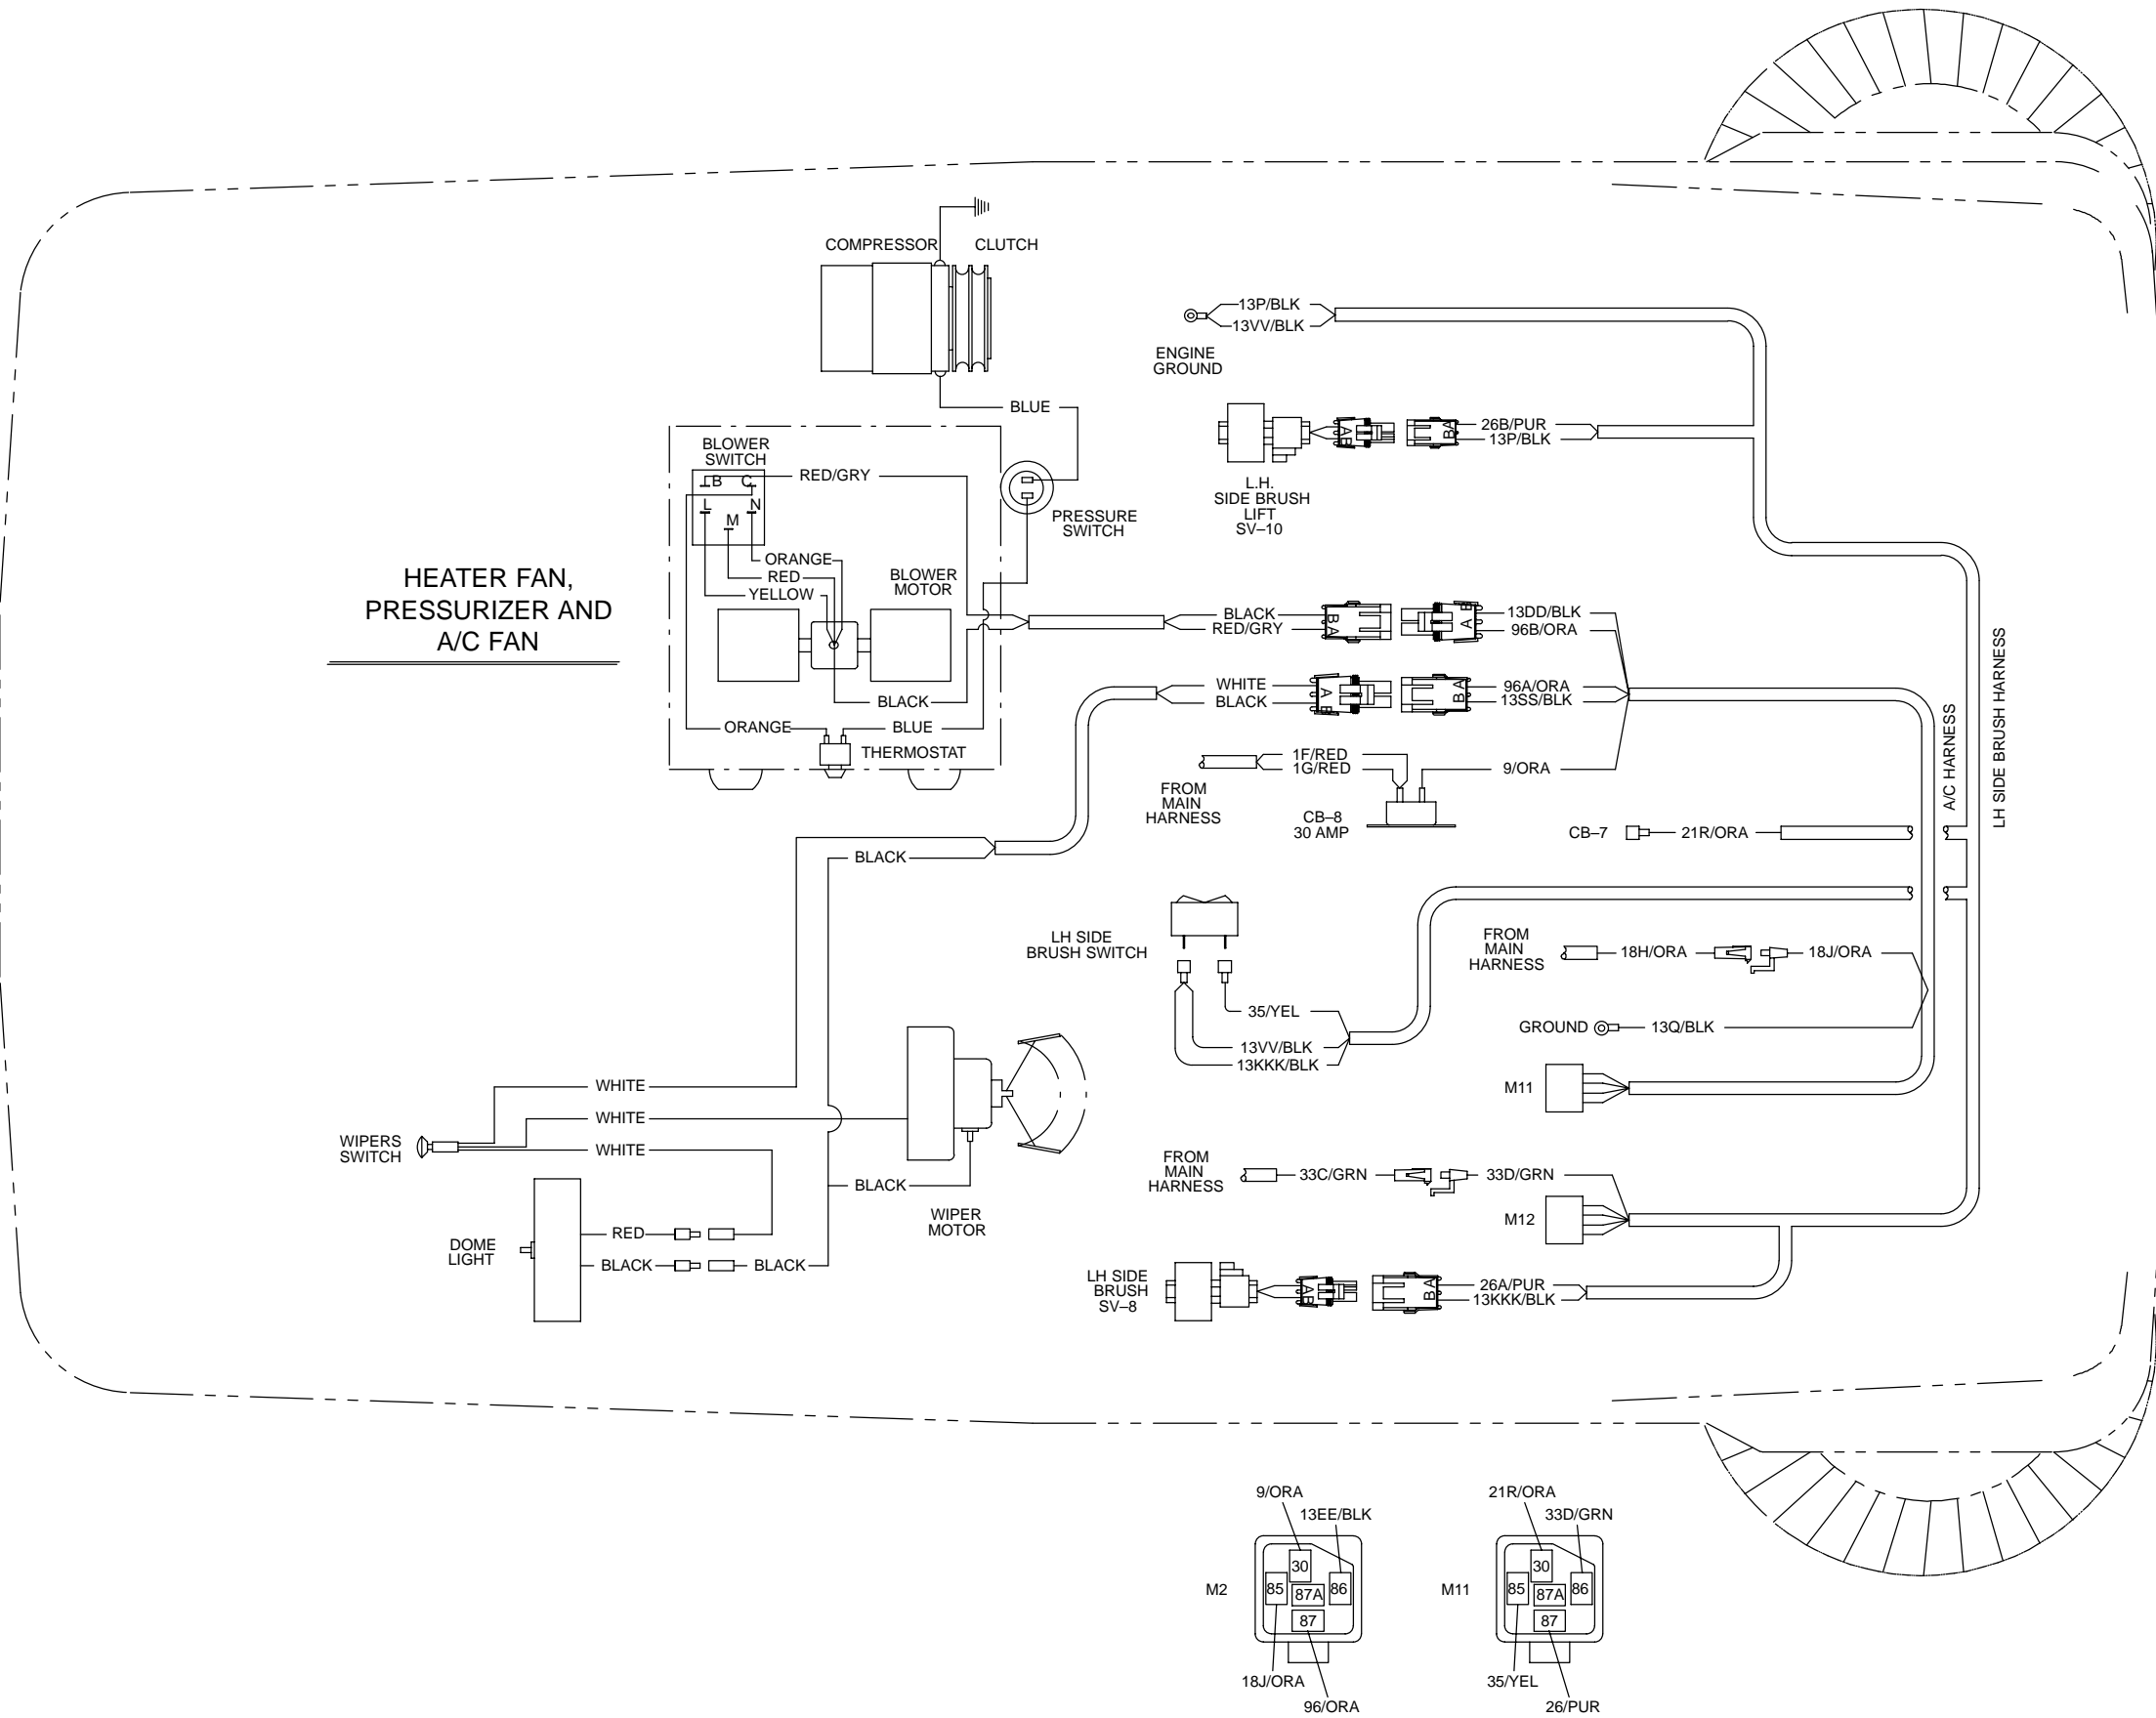 COMPRESSOR
CLUTCH
13P/BLK
13VV/BLK
ENGINE
GROUND
BLUE
BLOWER
SWITCH
B
C
L
N
M
RED/GRY
PRESSURE
SWITCH
26B/PUR
13P/BLK
A
B
B
A
L.H.
SIDE BRUSH
LIFT
SV–10
HEATER FAN,
PRESSURIZER AND
A/C FAN
ORANGE
RED
YELLOW
BLOWER
MOTOR
BLACK
RED/GRY
B
A
B
A
13DD/BLK
96B/ORA
WHITE
BLACK
A
B
B
A
96A/ORA
13SS/BLK
BLACK
ORANGE
BLUE
THERMOSTAT
1F/RED
1G/RED
9/ORA
FROM
MAIN
HARNESS
CB–8
30 AMP
A/C HARNESS
LH SIDE BRUSH HARNESS
CB–7
21R/ORA
BLACK
LH SIDE
BRUSH SWITCH
FROM
MAIN
HARNESS
18H/ORA
18J/ORA
35/YEL
GROUND
13Q/BLK
13VV/BLK
13KKK/BLK
M11
WHITE
WHITE
WHITE
WIPERS
SWITCH
BLACK
WIPER
MOTOR
FROM
MAIN
HARNESS
33C/GRN
33D/GRN
M12
DOME
LIGHT
RED
BLACK
BLACK
LH SIDE
BRUSH
SV–8
A
B
B
A
26A/PUR
13KKK/BLK
9/ORA
13EE/BLK
30
85
87A
86
87
M2
18J/ORA
96/ORA
21R/ORA
33D/GRN
30
85
87A
86
87
M11
35/YEL
26/PUR